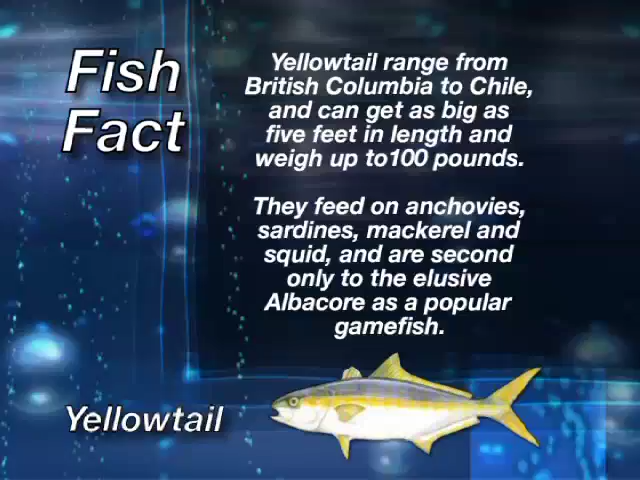 Fish
Fact
Yellowtail range from
British Columbia to Chile,
and can get as big as
five feet in length and
weigh up to100 pounds.
They feed on anchovies,
sardines, mackerel and
squid, and are second
only to the elusive
Albacore as a popular
gamefish.
Yellowtail